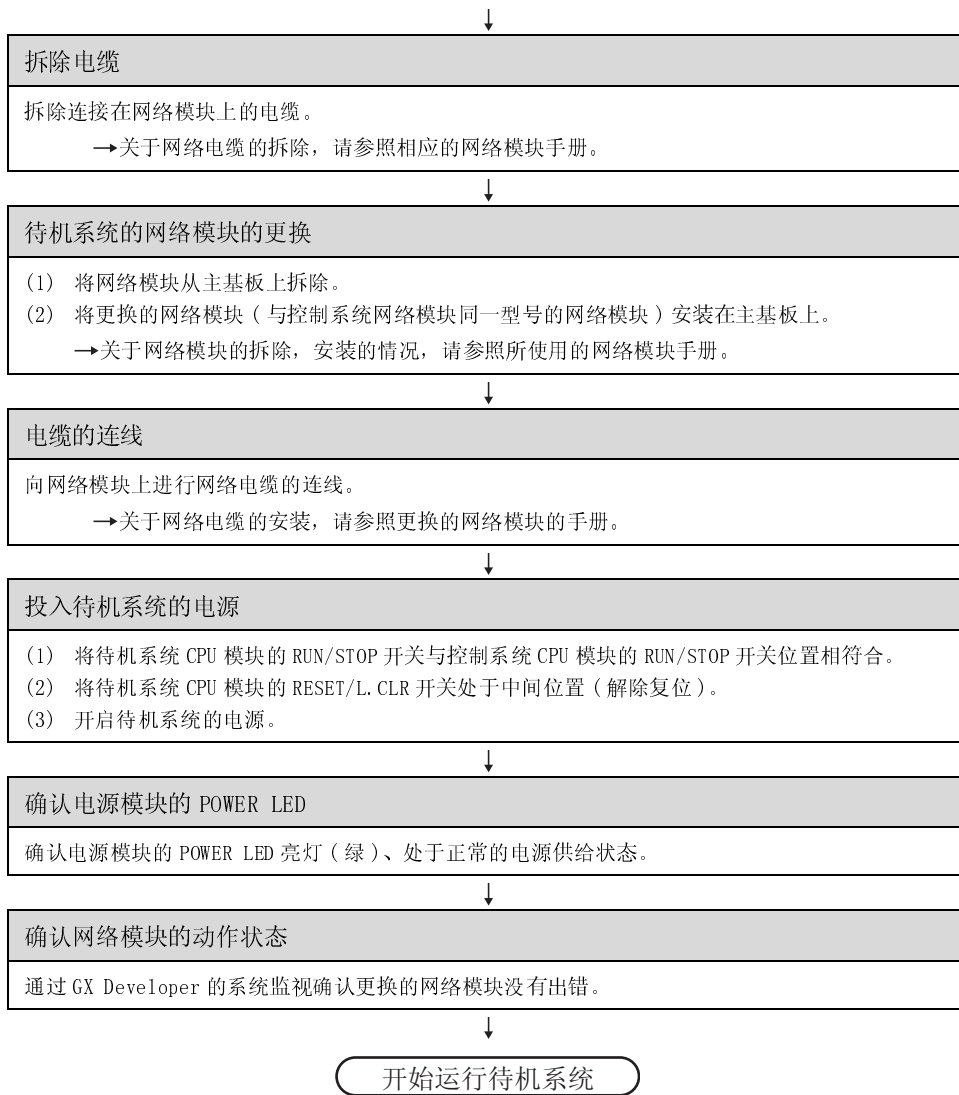 拆除电缆
拆除连接在网络模块上的电缆。
→关于网络电缆的拆除，请参照相应的网络模块手册。
待机系统的网络模块的更换
(1) 将网络模块从主基板上拆除。
(2) 将更换的网络模块(与控制系统网络模块同一型号的网络模块)安装在主基板上。
→关于网络模块的拆除，安装的情况，请参照所使用的网络模块手册。
电缆的连线
向网络模块上进行网络电缆的连线。
→关于网络电缆的安装，请参照更换的网络模块的手册。
投入待机系统的电源
(1) 将待机系统 CPU 模块的 RUN/STOP 开关与控制系统 CPU 模块的 RUN/STOP 开关位置相符合。
(2) 将待机系统 CPU 模块的 RESET/L.CLR 开关处于中间位置(解除复位)。
(3) 开启待机系统的电源。
确认电源模块的 POWER LED
确认电源模块的 POWER LED 亮灯(绿)、处于正常的电源供给状态。
确认网络模块的动作状态
通过 GX Developer 的系统监视确认更换的网络模块没有出错。
开始运行待机系统